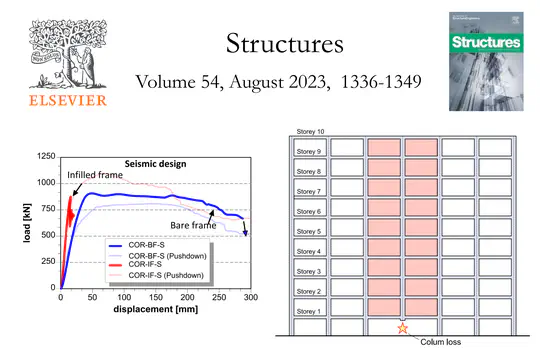 Structures
Volume 54, August 2023, 1336-1349
ELSEVIER
Structures
Seismic design
Infilled frame
Bare frame
1250
1000
750
500
250
0
load [kN]
COR-BF-S
COR-BF-S (Pushdown)
COR-IF-S
COR-IF-S (Pushdown)
0 50 100 150 200 250 300
displacement [mm]
Storey 10
Storey 9
Storey 8
Storey 7
Storey 6
Storey 5
Storey 4
Storey 3
Storey 2
Storey 1
Colum loss